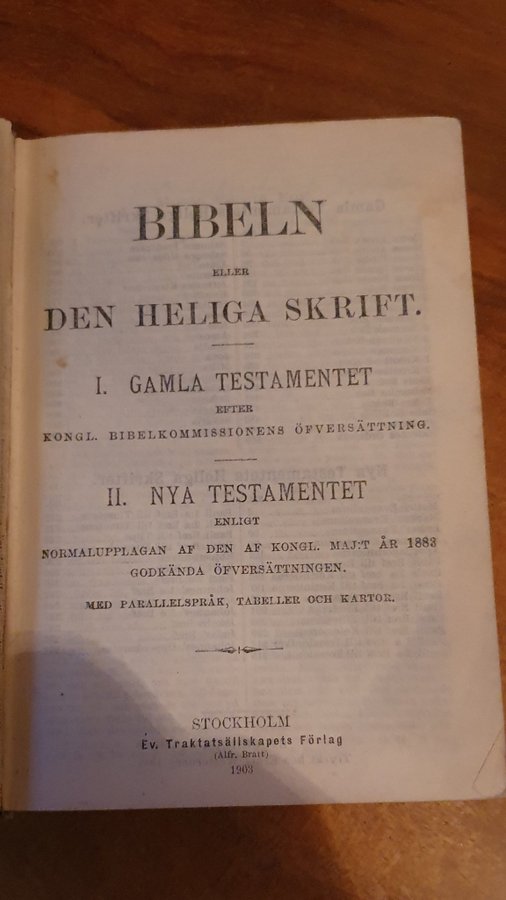 BIBELN
ELLER
DEN HELIGA SKRIFT.
I. GAMLA TESTAMENTET
EFTER
KONGL. BIBELKOMMISSIONENS ÖFVERSÄTTNING.
II. NYA TESTAMENTET
ENLIGT
NORMALUPPLAGAN AF DEN AF KONGL. MAJ:T ÅR 1883
GODKÄNDA ÖFVERSÄTTNINGEN.
MED PARALLELSPRÅK, TABELLER OCH KARTOR.
STOCKHOLM
Ev. Traktatsällskapets Förlag
(Alfr. Bratt)
1903